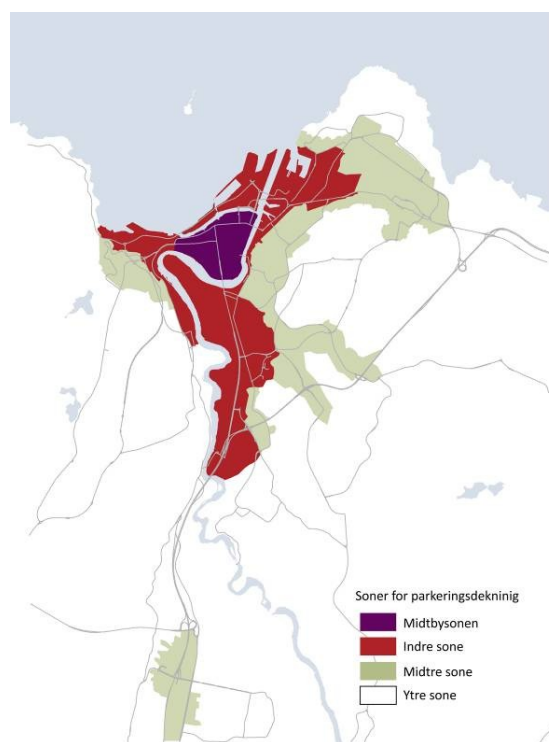 Soner for parkeringsdekninig
Midtbysonen
Indre sone
Midtre sone
Ytre sone